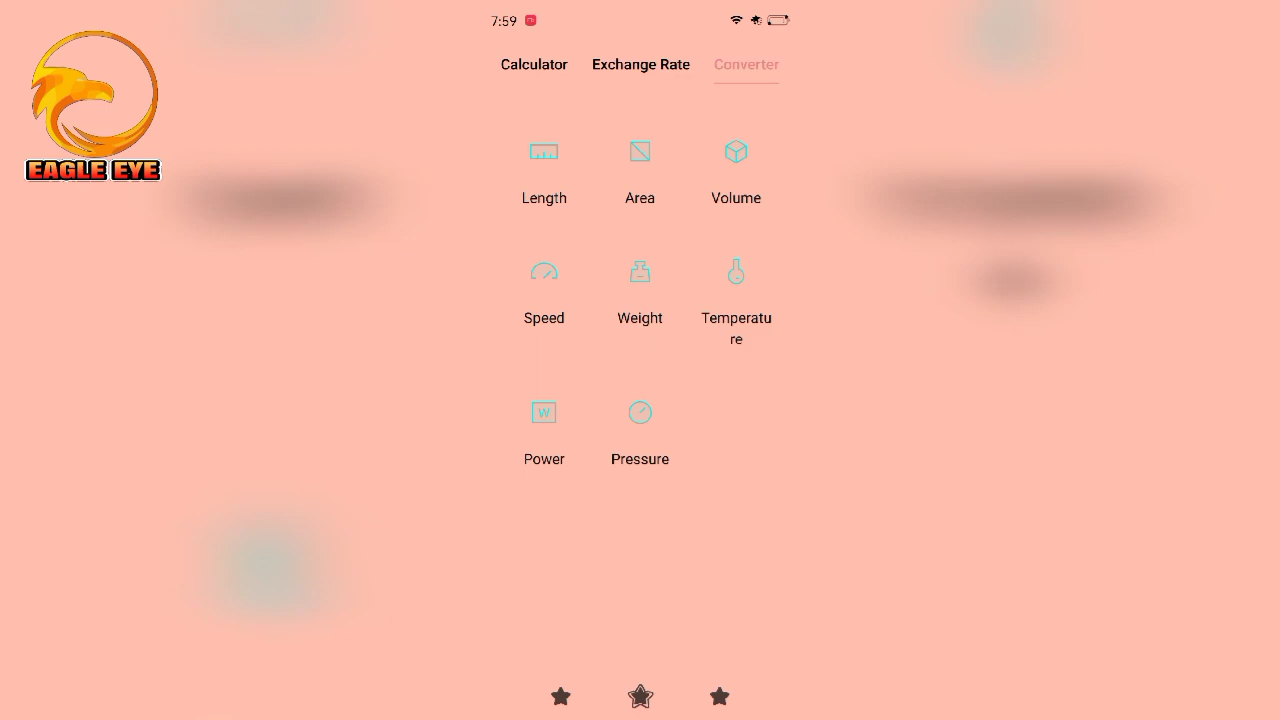 7:59
EAGLE EYE
Calculator Exchange Rate Converter
Length Area Volume
Speed Weight Temperatu
re
W
Power Pressure